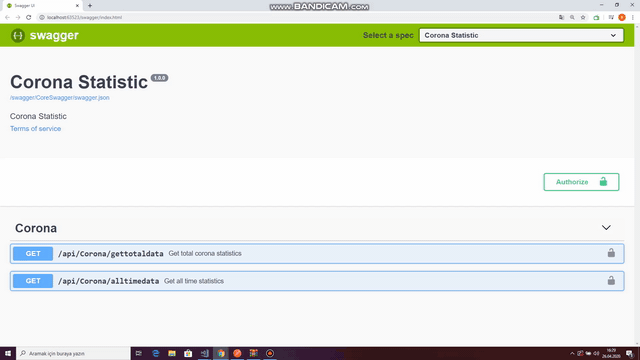 Swagger UI
www.BANDICAM.com
localhost:63523/swagger/index.html
swagger
Select a spec
Corona Statistic
Corona Statistic 1.0.0
/swagger/CoreSwagger/swagger.json
Corona Statistic
Terms of service
Authorize
Corona
GET /api/Corona/gettotaldata Get total corona statistics
GET /api/Corona/alltimedata Get all time statistics
Aramak için buraya yazın
16:29
26.04.2020